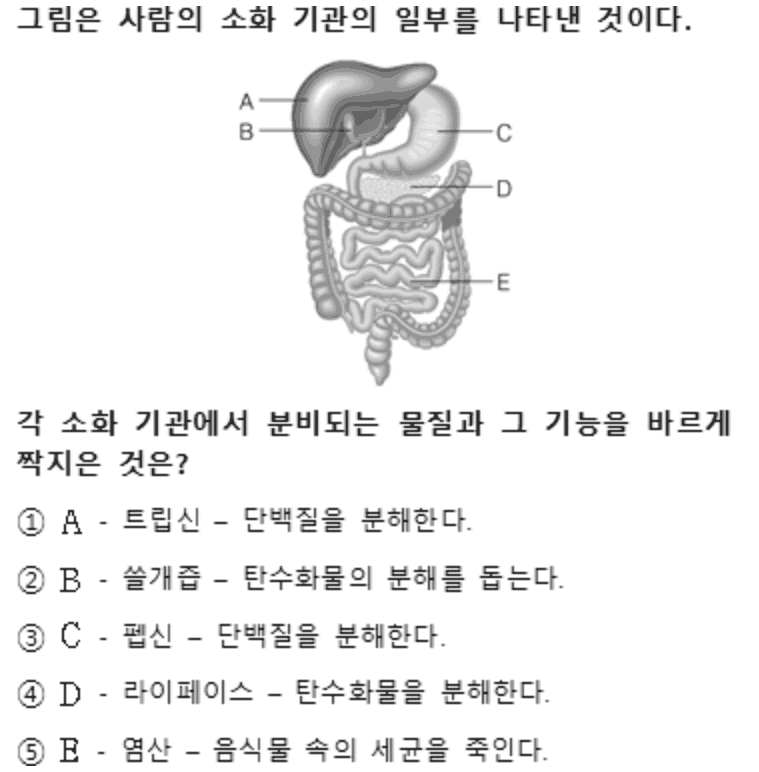 그림은 사람의 소화 기관의 일부를 나타낸 것이다.
A
B
C
D
E
각 소화 기관에서 분비되는 물질과 그 기능을 바르게
짝지은 것은?
① A - 트립신 – 단백질을 분해한다.
② B - 쓸개즙 – 탄수화물의 분해를 돕는다.
③ C - 펩신 – 단백질을 분해한다.
④ D - 라이페이스 – 탄수화물을 분해한다.
⑤ E - 염산 – 음식물 속의 세균을 죽인다.